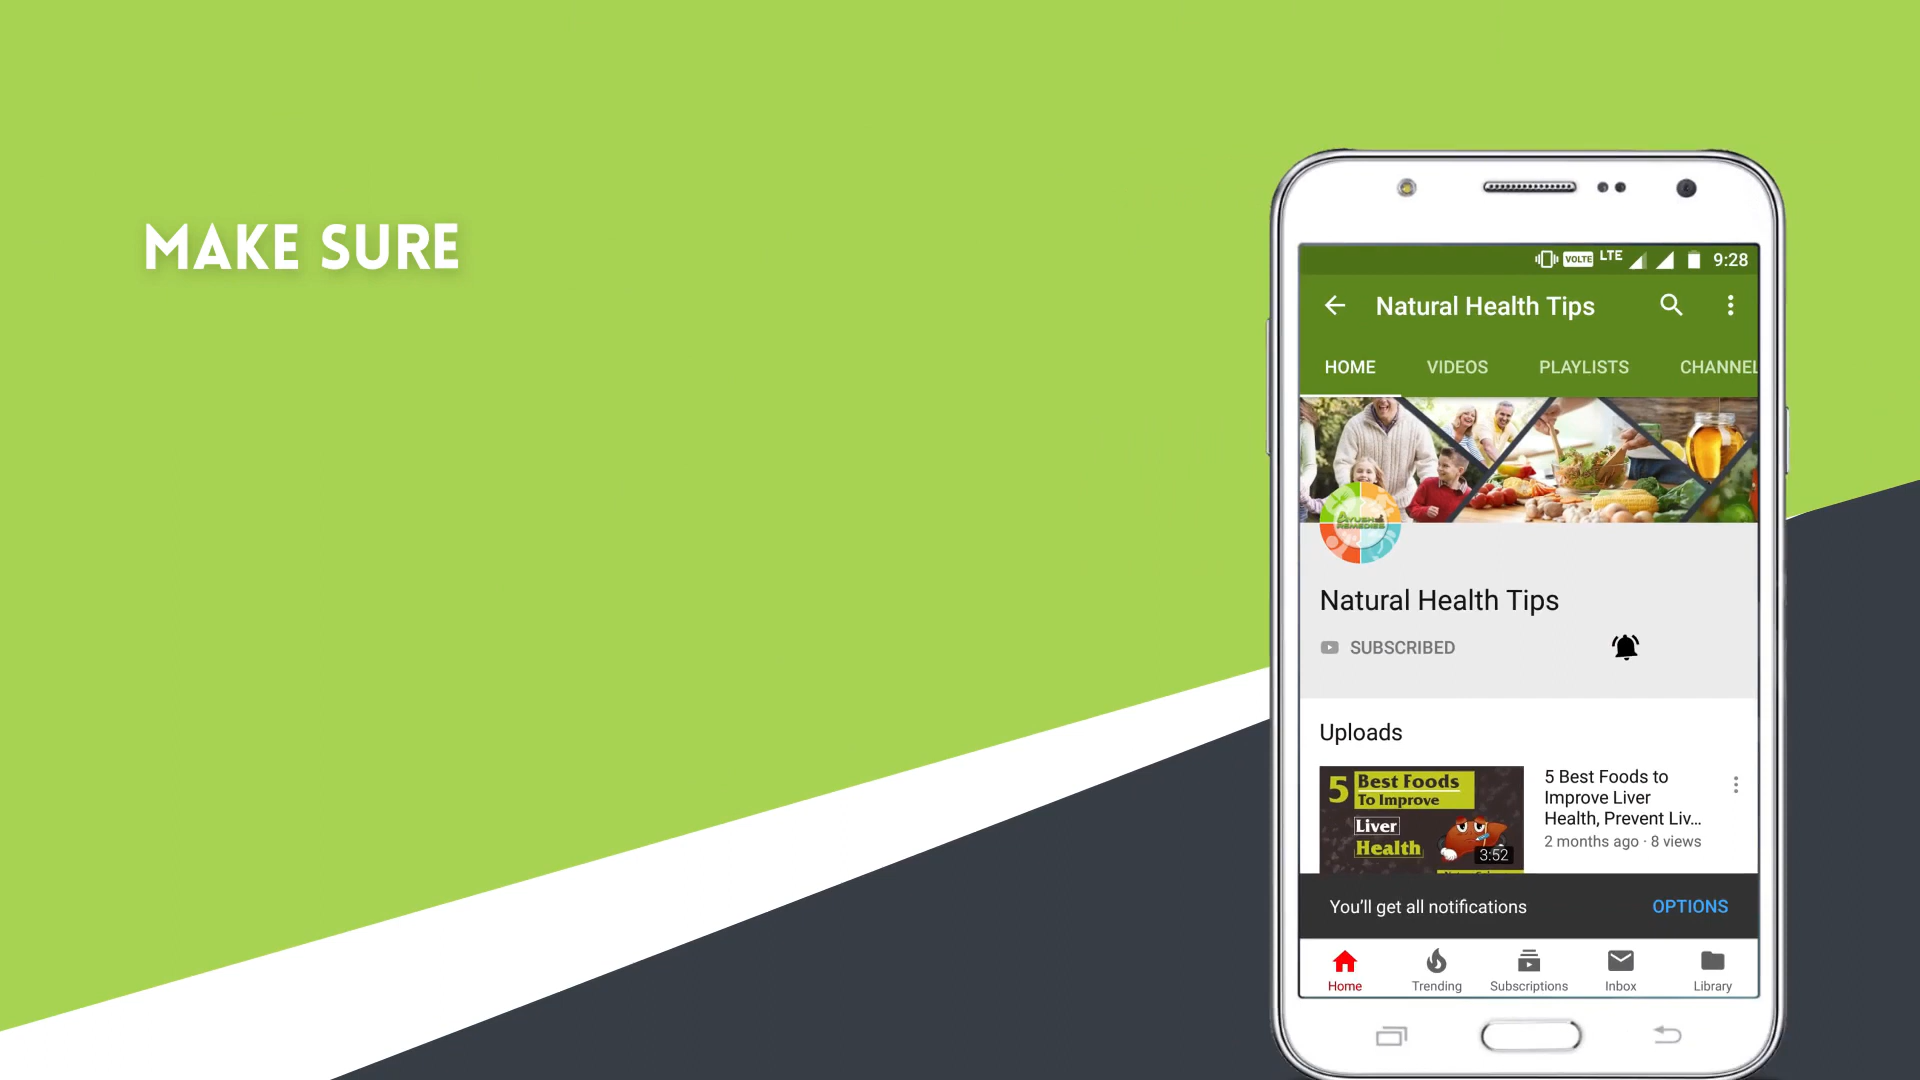 MAKE SURE
VOLTE LTE 9:28
Natural Health Tips
HOME VIDEOS PLAYLISTS CHANNEL
AYUSH
REMEDIES
Natural Health Tips
SUBSCRIBED
Uploads
5 Best Foods
To Improve
Liver
Health
3:52
5 Best Foods to
Improve Liver
Health, Prevent Liv...
2 months ago · 8 views
You'll get all notifications OPTIONS
Home Trending Subscriptions Inbox Library